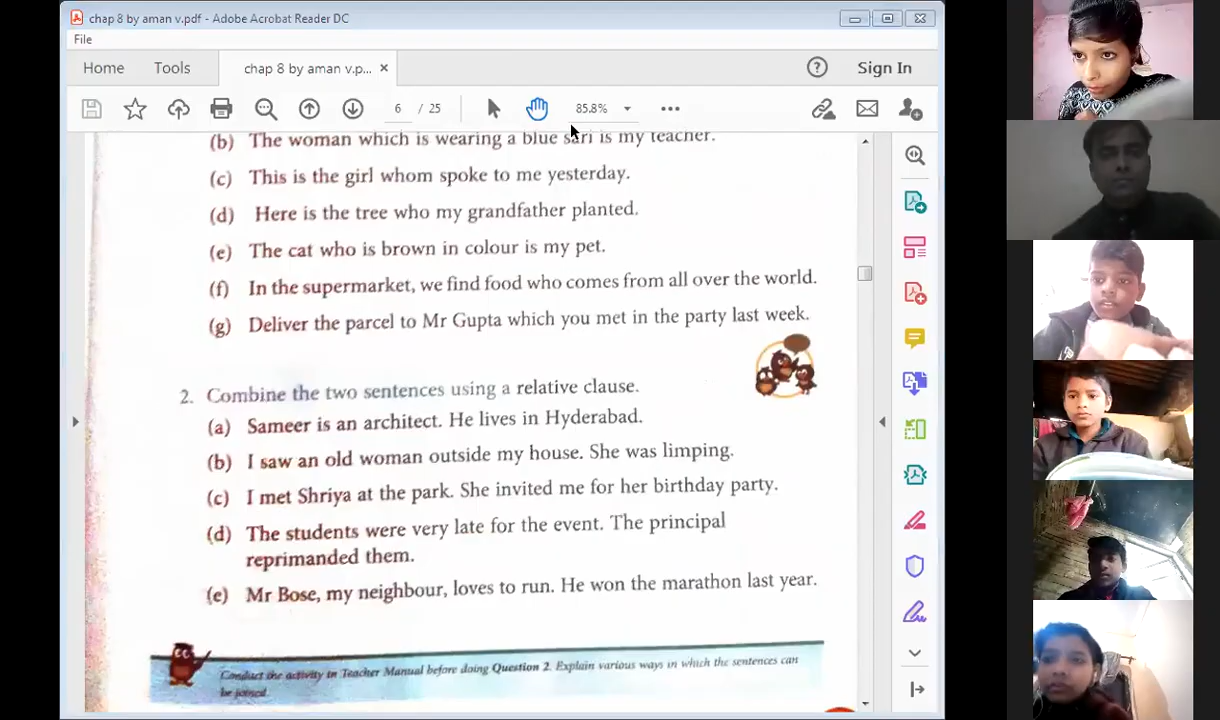 chap 8 by aman v.pdf - Adobe Acrobat Reader DC
File
Home Tools chap 8 by aman v.p... × Sign In
6 / 25 85.8%
(b) The woman which is wearing a blue sari is my teacher.
(c) This is the girl whom spoke to me yesterday.
(d) Here is the tree who my grandfather planted.
(e) The cat who is brown in colour is my pet.
(f) In the supermarket, we find food who comes from all over the world.
(g) Deliver the parcel to Mr Gupta which you met in the party last week.
2. Combine the two sentences using a relative clause.
(a) Sameer is an architect. He lives in Hyderabad.
(b) I saw an old woman outside my house. She was limping.
(c) I met Shriya at the park. She invited me for her birthday party.
(d) The students were very late for the event. The principal
reprimanded them.
(e) Mr Bose, my neighbour, loves to run. He won the marathon last year.
Conduct the activity in Teacher Manual before doing Question 2. Explain various ways in which the sentences can
be joined.